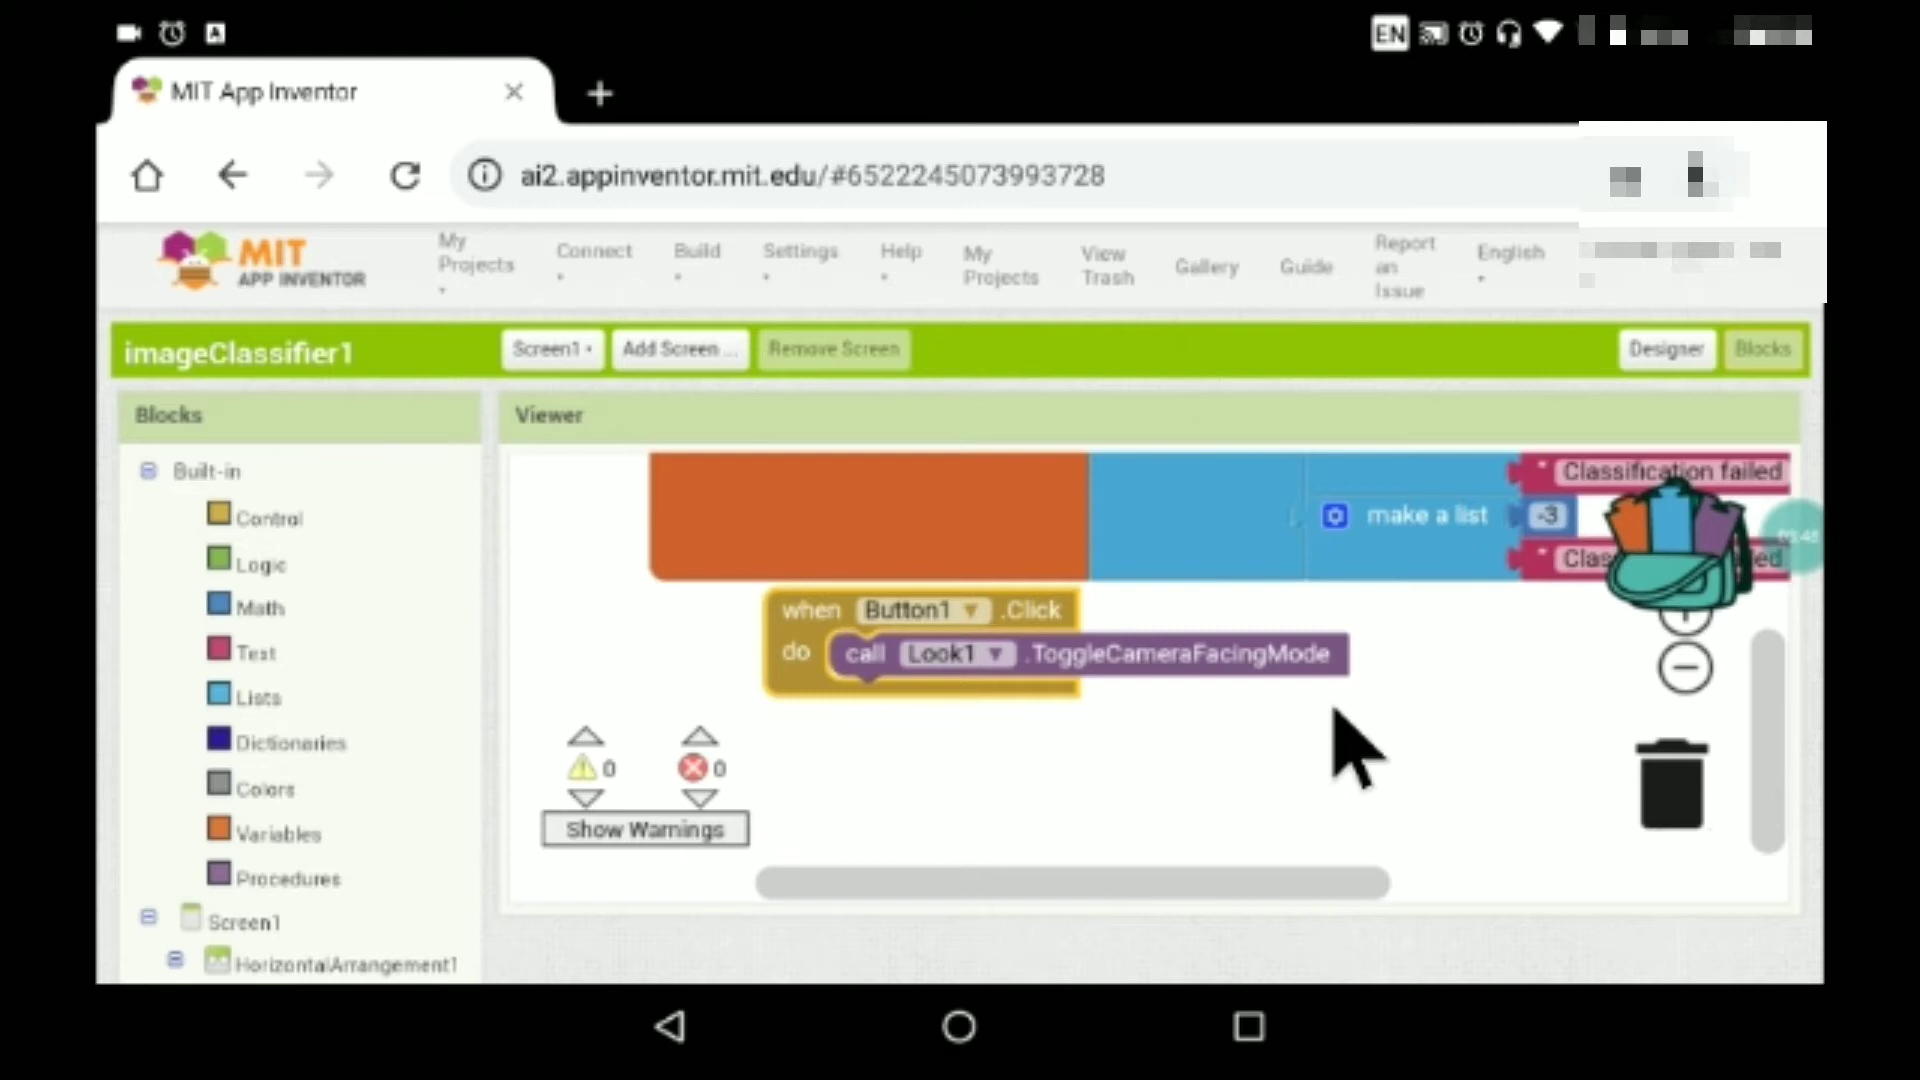 EN
MIT App Inventor
ai2.appinventor.mit.edu/#6522245073993728
MIT
APP INVENTOR
My
Projects
Connect
Build
Settings
Help
My
Projects
View
Trash
Gallery
Guide
Report
an
Issue
English
imageClassifier1
Screen1
Add Screen ...
Remove Screen
Designer
Blocks
Blocks
Viewer
Built-in
Control
Logic
Math
Text
Lists
Dictionaries
Colors
Variables
Procedures
Screen1
HorizontalArrangement1
" Classification failed
make a list -3
" Clas ed
when Button1 .Click
do call Look1 .ToggleCameraFacingMode
0 0
Show Warnings